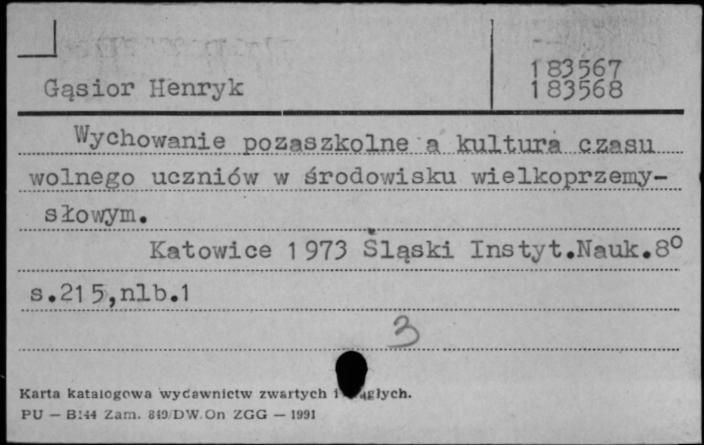 Gąsior Henryk
183567
183568
Wychowanie pozaszkolne a kultura czasu
wolnego uczniów w środowisku wielkoprzemy-
słowym.
Katowice 1973 Śląski Instyt.Nauk.8°
s.215,nlb.1
3
Karta katalogowa wydawnictw zwartych i
PU — B144 Zam. 849/DW.On ZGG — 1991